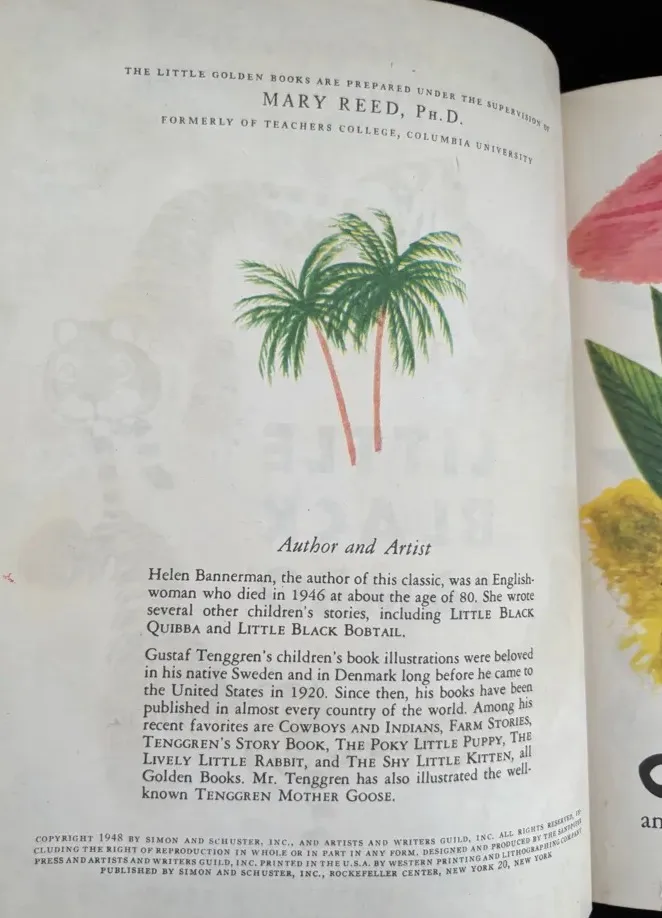 THE LITTLE GOLDEN BOOKS ARE PREPARED UNDER THE SUPERVISION OF
MARY REED, PH.D.
FORMERLY OF TEACHERS COLLEGE, COLUMBIA UNIVERSITY
LITTLE
BLACK
Author and Artist
Helen Bannerman, the author of this classic, was an English-
woman who died in 1946 at about the age of 80. She wrote
several other children's stories, including LITTLE BLACK
QUIBBA and LITTLE BLACK BOBTAIL.
Gustaf Tenggren's children's book illustrations were beloved
in his native Sweden and in Denmark long before he came to
the United States in 1920. Since then, his books have been
published in almost every country of the world. Among his
recent favorites are COWBOYS AND INDIANS, FARM STORIES,
TENGGREN'S STORY BOOK, THE POKY LITTLE PUPPY, THE
LIVELY LITTLE RABBIT, and THE SHY LITTLE KITTEN, all
Golden Books. Mr. Tenggren has also illustrated the well-
known TENGGREN MOTHER GOOSE.
COPYRIGHT 1948 BY SIMON AND SCHUSTER, INC., AND ARTISTS AND WRITERS GUILD, INC. ALL RIGHTS RESERVED, IN-
CLUDING THE RIGHT OF REPRODUCTION IN WHOLE OR IN PART IN ANY FORM. DESIGNED AND PRODUCED BY THE SANDPIPER
PRESS AND ARTISTS AND WRITERS GUILD, INC. PRINTED IN THE U.S.A. BY WESTERN PRINTING AND LITHOGRAPHING COMPANY
PUBLISHED BY SIMON AND SCHUSTER, INC., ROCKEFELLER CENTER, NEW YORK 20, NEW YORK
an